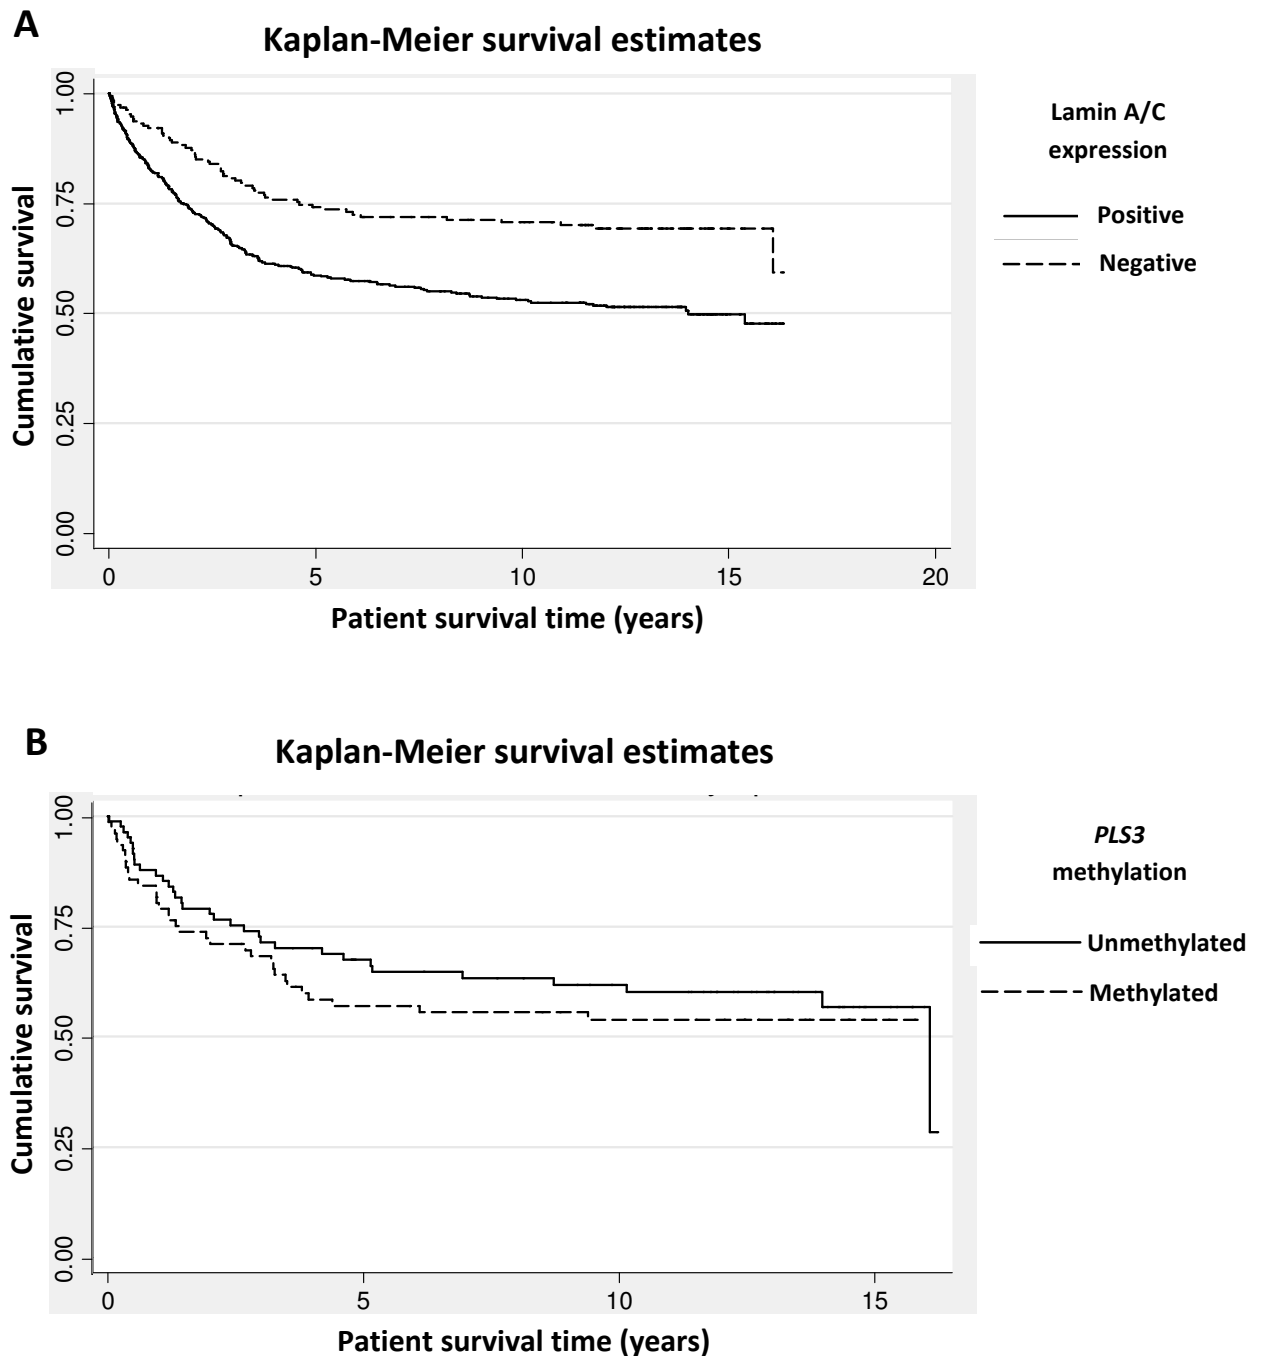 A
Kaplan-Meier survival estimates
Cumulative survival
1.00
0.75
0.50
0.25
0.00
0 5 10 15 20
Patient survival time (years)
Lamin A/C
expression
Positive
Negative
B
Kaplan-Meier survival estimates
Cumulative survival
1.00
0.75
0.50
0.25
0.00
0 5 10 15
Patient survival time (years)
PLS3
methylation
Unmethylated
Methylated